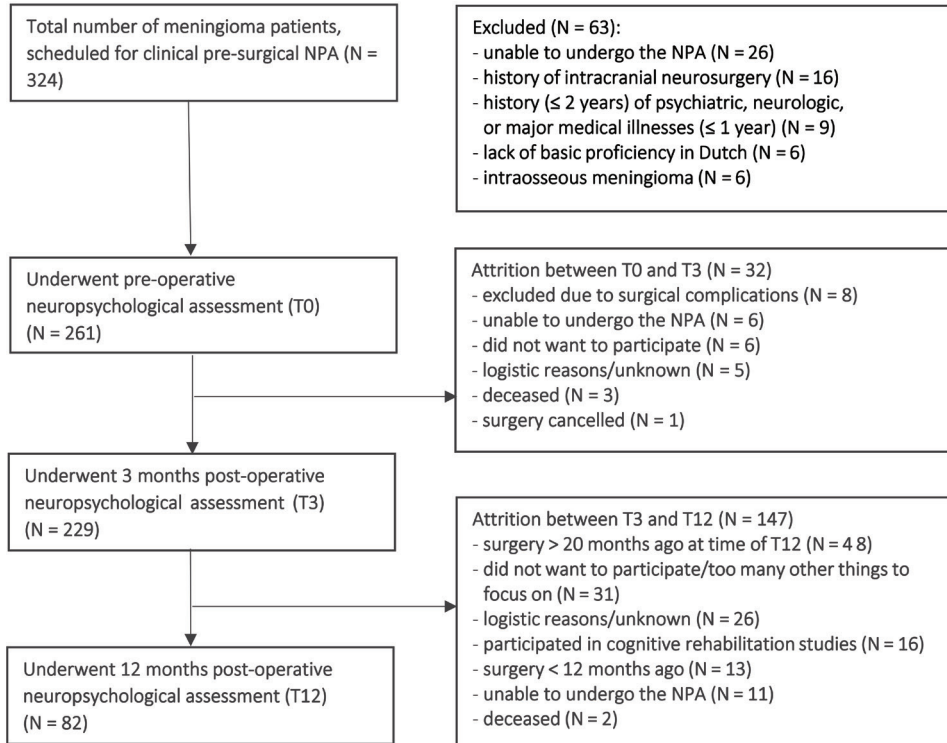 Total number of meningioma patients,
scheduled for clinical pre-surgical NPA (N =
324)
Excluded (N = 63):
- unable to undergo the NPA (N = 26)
- history of intracranial neurosurgery (N = 16)
- history (≤ 2 years) of psychiatric, neurologic,
or major medical illnesses (≤ 1 year) (N = 9)
- lack of basic proficiency in Dutch (N = 6)
- intraosseous meningioma (N = 6)
Underwent pre-operative
neuropsychological assessment (T0)
(N = 261)
Attrition between T0 and T3 (N = 32)
- excluded due to surgical complications (N = 8)
- unable to undergo the NPA (N = 6)
- did not want to participate (N = 6)
- logistic reasons/unknown (N = 5)
- deceased (N = 3)
- surgery cancelled (N = 1)
Underwent 3 months post-operative
neuropsychological assessment (T3)
(N = 229)
Attrition between T3 and T12 (N = 147)
- surgery > 20 months ago at time of T12 (N = 4 8)
- did not want to participate/too many other things to
focus on (N = 31)
- logistic reasons/unknown (N = 26)
- participated in cognitive rehabilitation studies (N = 16)
- surgery < 12 months ago (N = 13)
- unable to undergo the NPA (N = 11)
- deceased (N = 2)
Underwent 12 months post-operative
neuropsychological assessment (T12)
(N = 82)